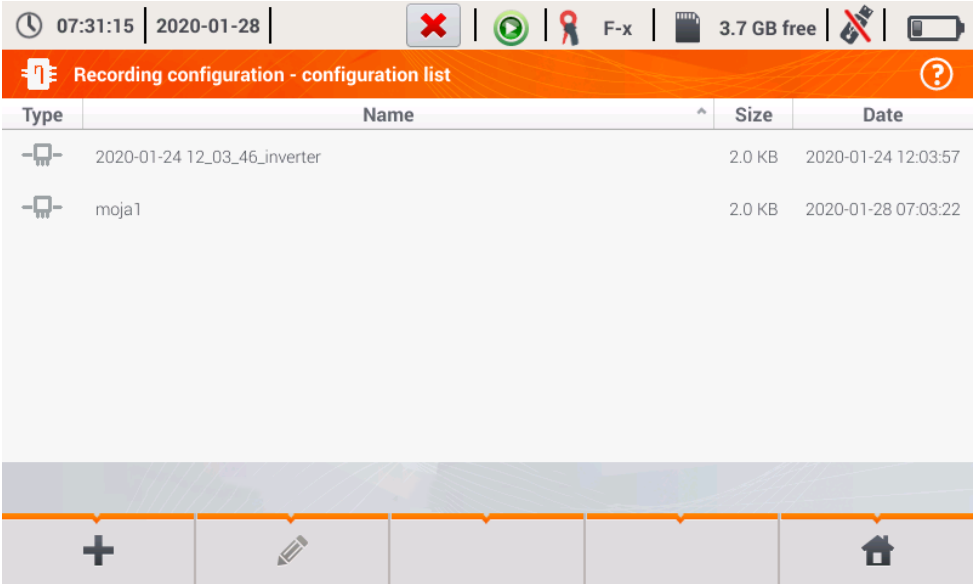 07:31:15 2020-01-28 F-x 3.7 GB free
Recording configuration - configuration list ?
Type Name Size Date
2020-01-24 12_03_46_inverter 2.0 KB 2020-01-24 12:03:57
moja1 2.0 KB 2020-01-28 07:03:22